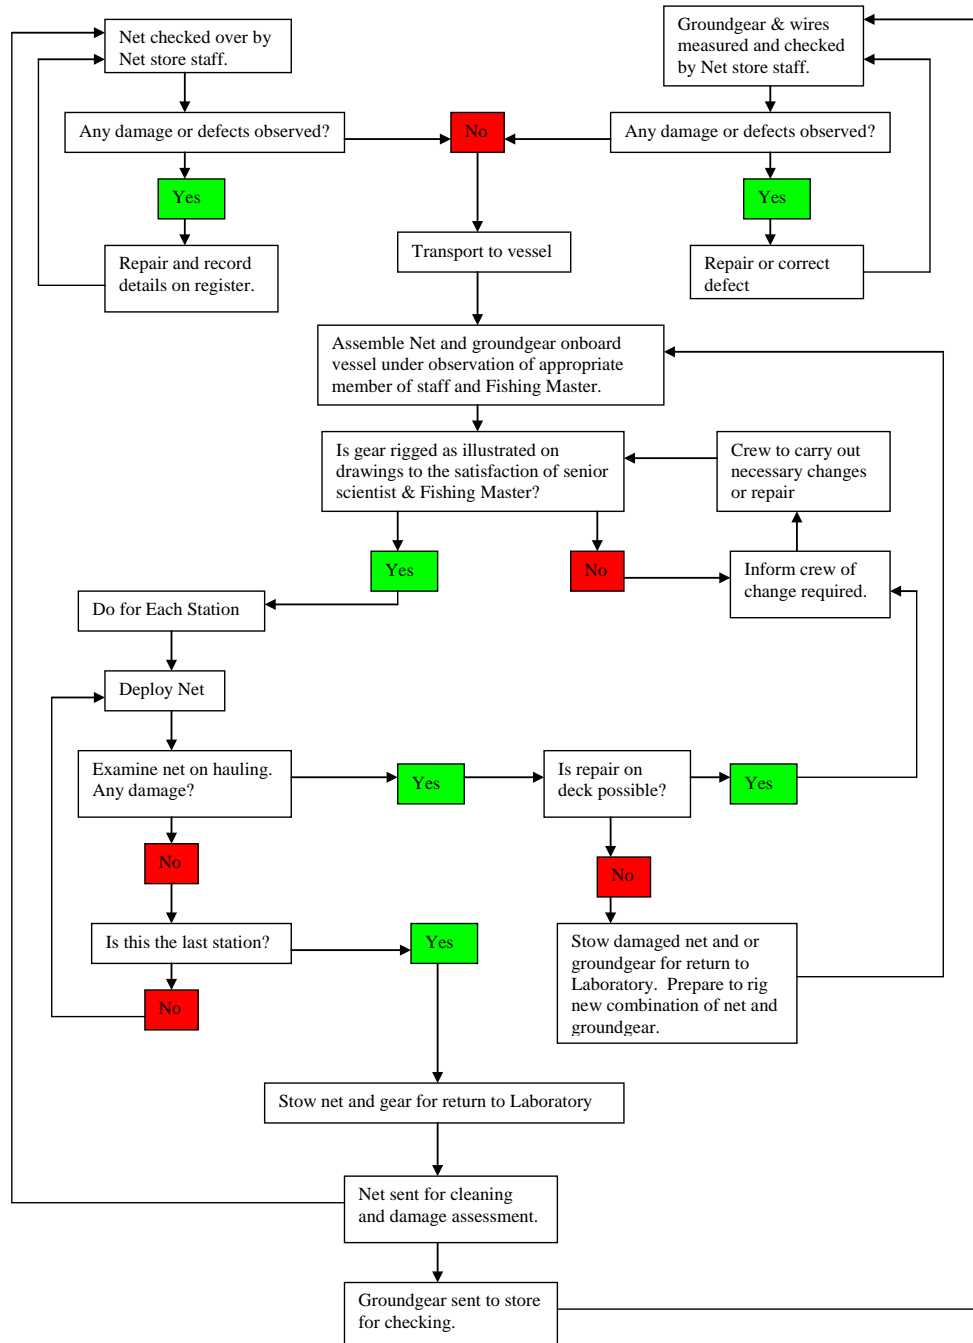 Net checked over by
Net store staff.
Groundgear & wires
measured and checked
by Net store staff.
Any damage or defects observed?
No
Any damage or defects observed?
Yes
Yes
Repair and record
details on register.
Transport to vessel
Repair or correct
defect
Assemble Net and groundgear onboard
vessel under observation of appropriate
member of staff and Fishing Master.
Is gear rigged as illustrated on
drawings to the satisfaction of senior
scientist & Fishing Master?
Crew to carry out
necessary changes
or repair
Yes
No
Inform crew of
change required.
Do for Each Station
Deploy Net
Examine net on hauling.
Any damage?
Yes
Is repair on
deck possible?
Yes
No
No
Is this the last station?
Yes
Stow damaged net and or
groundgear for return to
Laboratory.  Prepare to rig
new combination of net and
groundgear.
No
Stow net and gear for return to Laboratory
Net sent for cleaning
and damage assessment.
Groundgear sent to store
for checking.